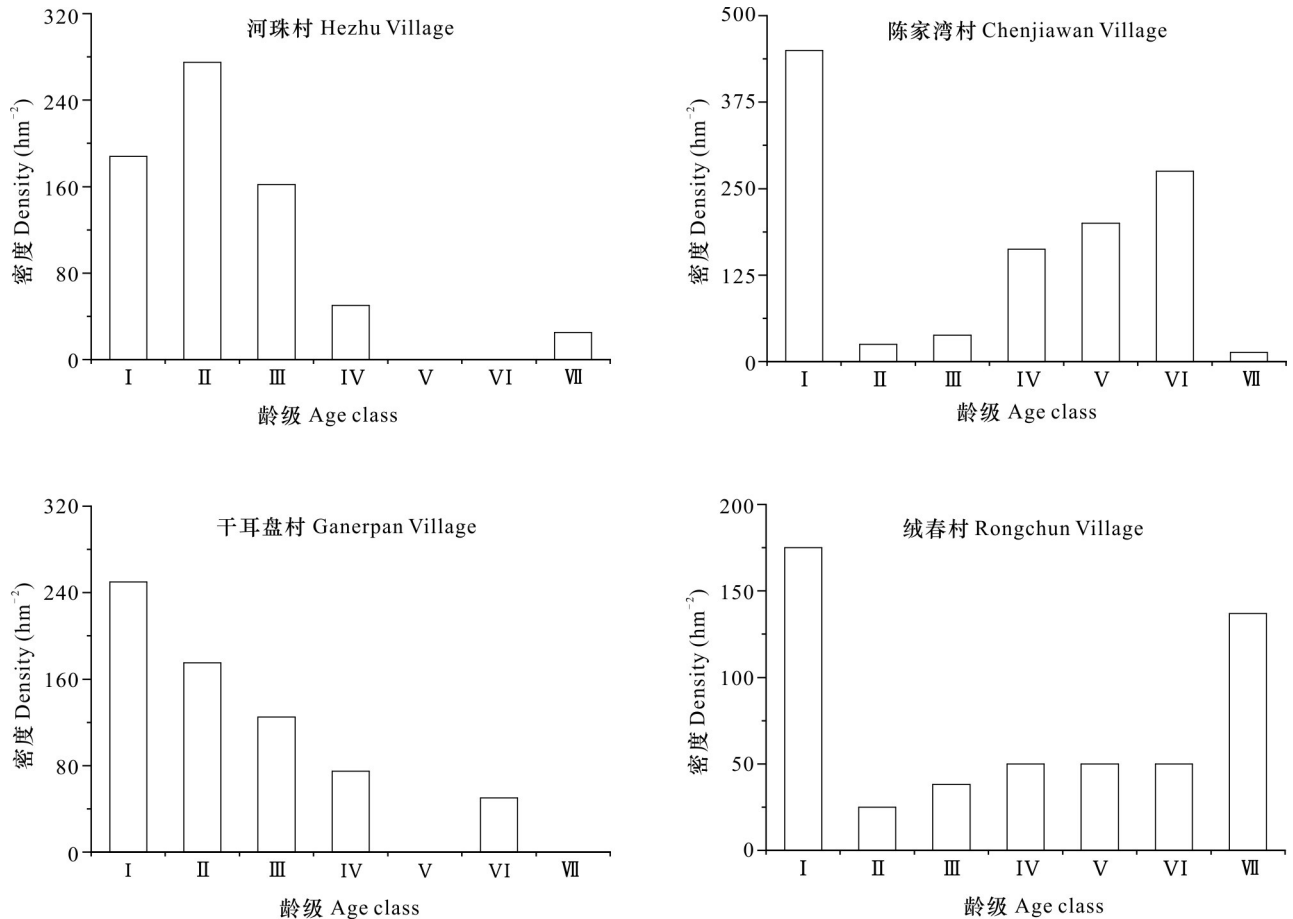 河珠村 Hezhu Village
密度 Density (hm⁻²)
320
240
160
80
0
Ⅰ Ⅱ Ⅲ Ⅳ Ⅴ Ⅵ Ⅶ
龄级 Age class
陈家湾村 Chenjiawan Village
密度 Density (hm⁻²)
500
375
250
125
0
Ⅰ Ⅱ Ⅲ Ⅳ Ⅴ Ⅵ Ⅶ
龄级 Age class
干耳盘村 Ganerpan Village
密度 Density (hm⁻²)
320
240
160
80
0
Ⅰ Ⅱ Ⅲ Ⅳ Ⅴ Ⅵ Ⅶ
龄级 Age class
绒春村 Rongchun Village
密度 Density (hm⁻²)
200
150
100
50
0
Ⅰ Ⅱ Ⅲ Ⅳ Ⅴ Ⅵ Ⅶ
龄级 Age class